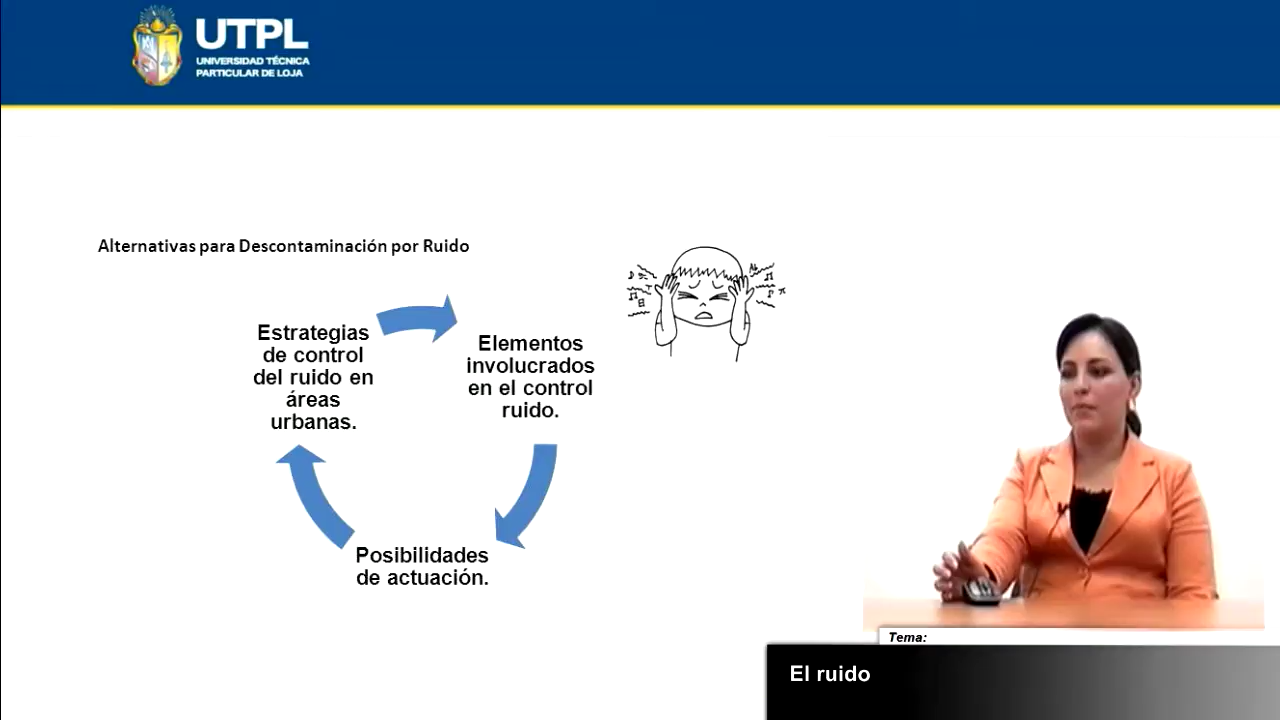 UTPL
UNIVERSIDAD TÉCNICA
PARTICULAR DE LOJA
Alternativas para Descontaminación por Ruido
Estrategias
de control
del ruido en
áreas
urbanas.
Elementos
involucrados
en el control
ruido.
Posibilidades
de actuación.
Tema:
El ruido